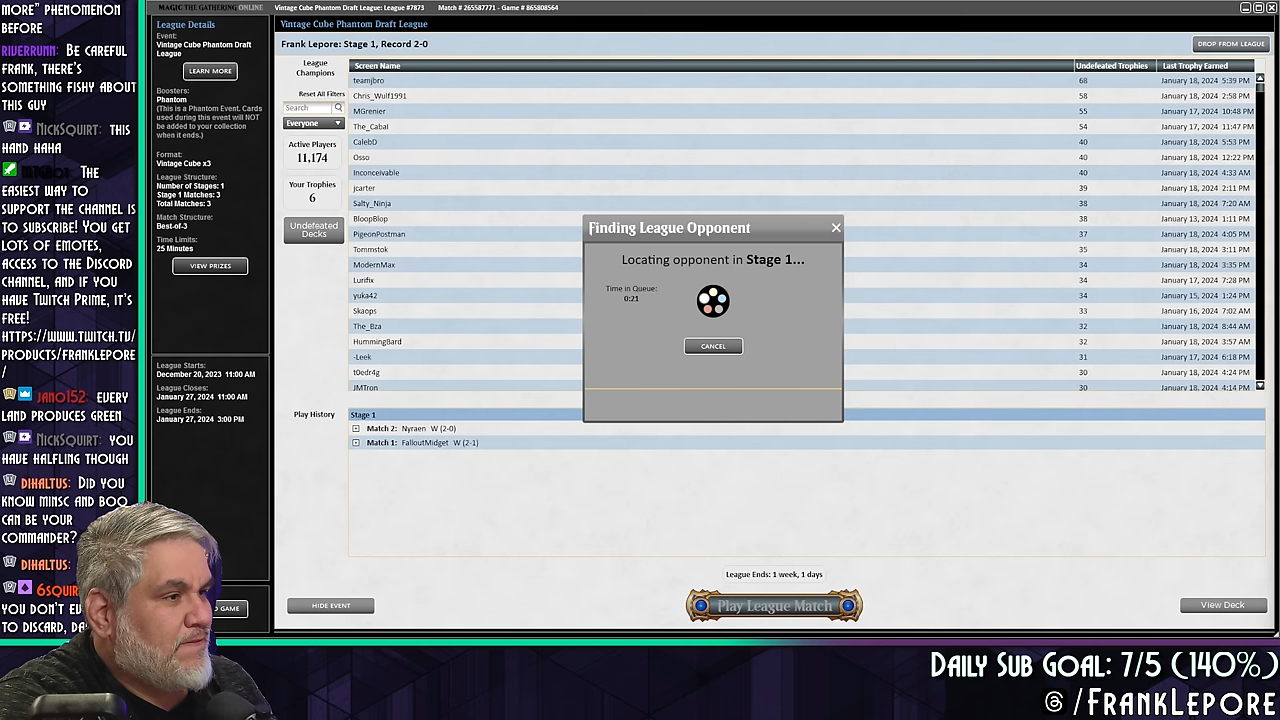 MORE" PHENOMENON
BEFORE
RIVERRUNN: BE CAREFUL
FRANK, THERE'S
SOMETHING FISHY ABOUT
THIS GUY
NICKSQUIRT: THIS
HAND HAHA
THE
EASIEST WAY TO
SUPPORT THE CHANNEL IS
TO SUBSCRIBE! YOU GET
LOTS OF EMOTES,
ACCESS TO THE DISCORD
CHANNEL, AND IF YOU
HAVE TWITCH PRIME, IT'S
FREE!
HTTPS://WWW.TWITCH.TV/
PRODUCTS/FRANKLEPORE
/
JANO152: EVERY
LAND PRODUCES GREEN
NICKSQUIRT: YOU
HAVE HALFLING THOUGH
DIHALTUS: DID YOU
KNOW MINSC AND BOO
CAN BE YOUR
COMMANDER?
DIHALTUS:
6SQUIR
YOU DON'T EV
TO DISCARD, DA
MAGIC THE GATHERING ONLINE
Vintage Cube Phantom Draft League: League #7873
Match # 265587771 - Game # 865808564
League Details
Event:
Vintage Cube Phantom Draft
League
LEARN MORE
Boosters:
Phantom
(This is a Phantom Event. Cards
used during this event will NOT
be added to your collection
when it ends.)
Format:
Vintage Cube x3
League Structure:
Number of Stages: 1
Stage 1 Matches: 3
Total Matches: 3
Match Structure:
Best-of-3
Time Limits:
25 Minutes
VIEW PRIZES
League Starts:
December 20, 2023 11:00 AM
League Closes:
January 27, 2024 11:00 AM
League Ends:
January 27, 2024 3:00 PM
D GAME
Vintage Cube Phantom Draft League
Frank Lepore: Stage 1, Record 2-0
DROP FROM LEAGUE
League
Champions
Reset All Filters
Search
Everyone
Active Players
11,174
Your Trophies
6
Undefeated
Decks
Screen Name Undefeated Trophies Last Trophy Earned
teamjbro 68 January 18, 2024 5:39 PM
Chris_Wulf1991 58 January 18, 2024 2:58 PM
MGrenier 55 January 17, 2024 10:48 PM
The_Cabal 54 January 17, 2024 11:47 PM
CalebD 40 January 18, 2024 5:53 PM
Osso 40 January 18, 2024 12:22 PM
Inconceivable 40 January 18, 2024 4:33 AM
jcarter 39 January 18, 2024 2:11 PM
Salty_Ninja 38 January 18, 2024 7:20 AM
BloopBlop 38 January 13, 2024 1:11 PM
PigeonPostman 37 January 18, 2024 4:05 PM
Tommstok 35 January 18, 2024 3:11 PM
ModernMax 34 January 18, 2024 3:35 PM
Lurifix 34 January 17, 2024 7:28 PM
yuka42 34 January 15, 2024 1:24 PM
Skaops 33 January 16, 2024 7:02 AM
The_Bza 32 January 18, 2024 8:44 AM
HummingBard 32 January 18, 2024 3:57 AM
-Leek 31 January 17, 2024 6:18 PM
t0edr4g 30 January 18, 2024 4:24 PM
JMTron 30 January 18, 2024 4:14 PM
Finding League Opponent
Locating opponent in Stage 1...
Time in Queue:
0:21
CANCEL
Play History
Stage 1
Match 2: Nyraen W (2-0)
Match 1: FalloutMidget W (2-1)
League Ends: 1 week, 1 days
HIDE EVENT
Play League Match
View Deck
DAILY SUB GOAL: 7/5 (140%)
/FRANKLEPORE